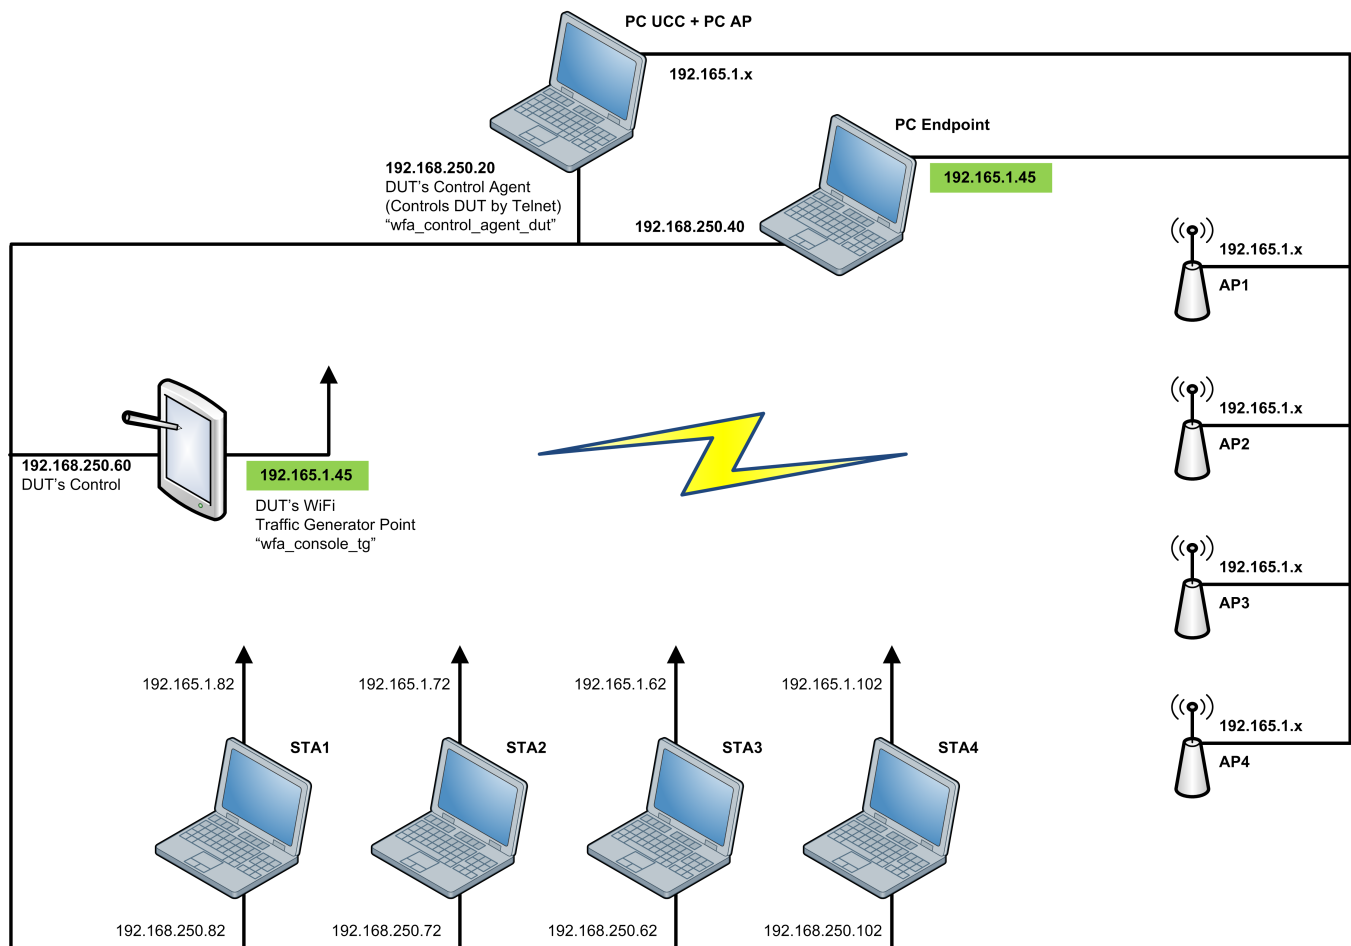 PC UCC + PC AP
192.165.1.x
PC Endpoint
192.168.250.20
DUT's Control Agent
(Controls DUT by Telnet)
“wfa_control_agent_dut”
192.165.1.45
192.168.250.40
192.165.1.x
AP1
192.165.1.x
AP2
192.168.250.60
DUT's Control
192.165.1.45
DUT's WiFi
Traffic Generator Point
“wfa_console_tg”
192.165.1.x
AP3
192.165.1.82
192.165.1.72
192.165.1.62
192.165.1.102
192.165.1.x
AP4
STA1
STA2
STA3
STA4
192.168.250.82
192.168.250.72
192.168.250.62
192.168.250.102